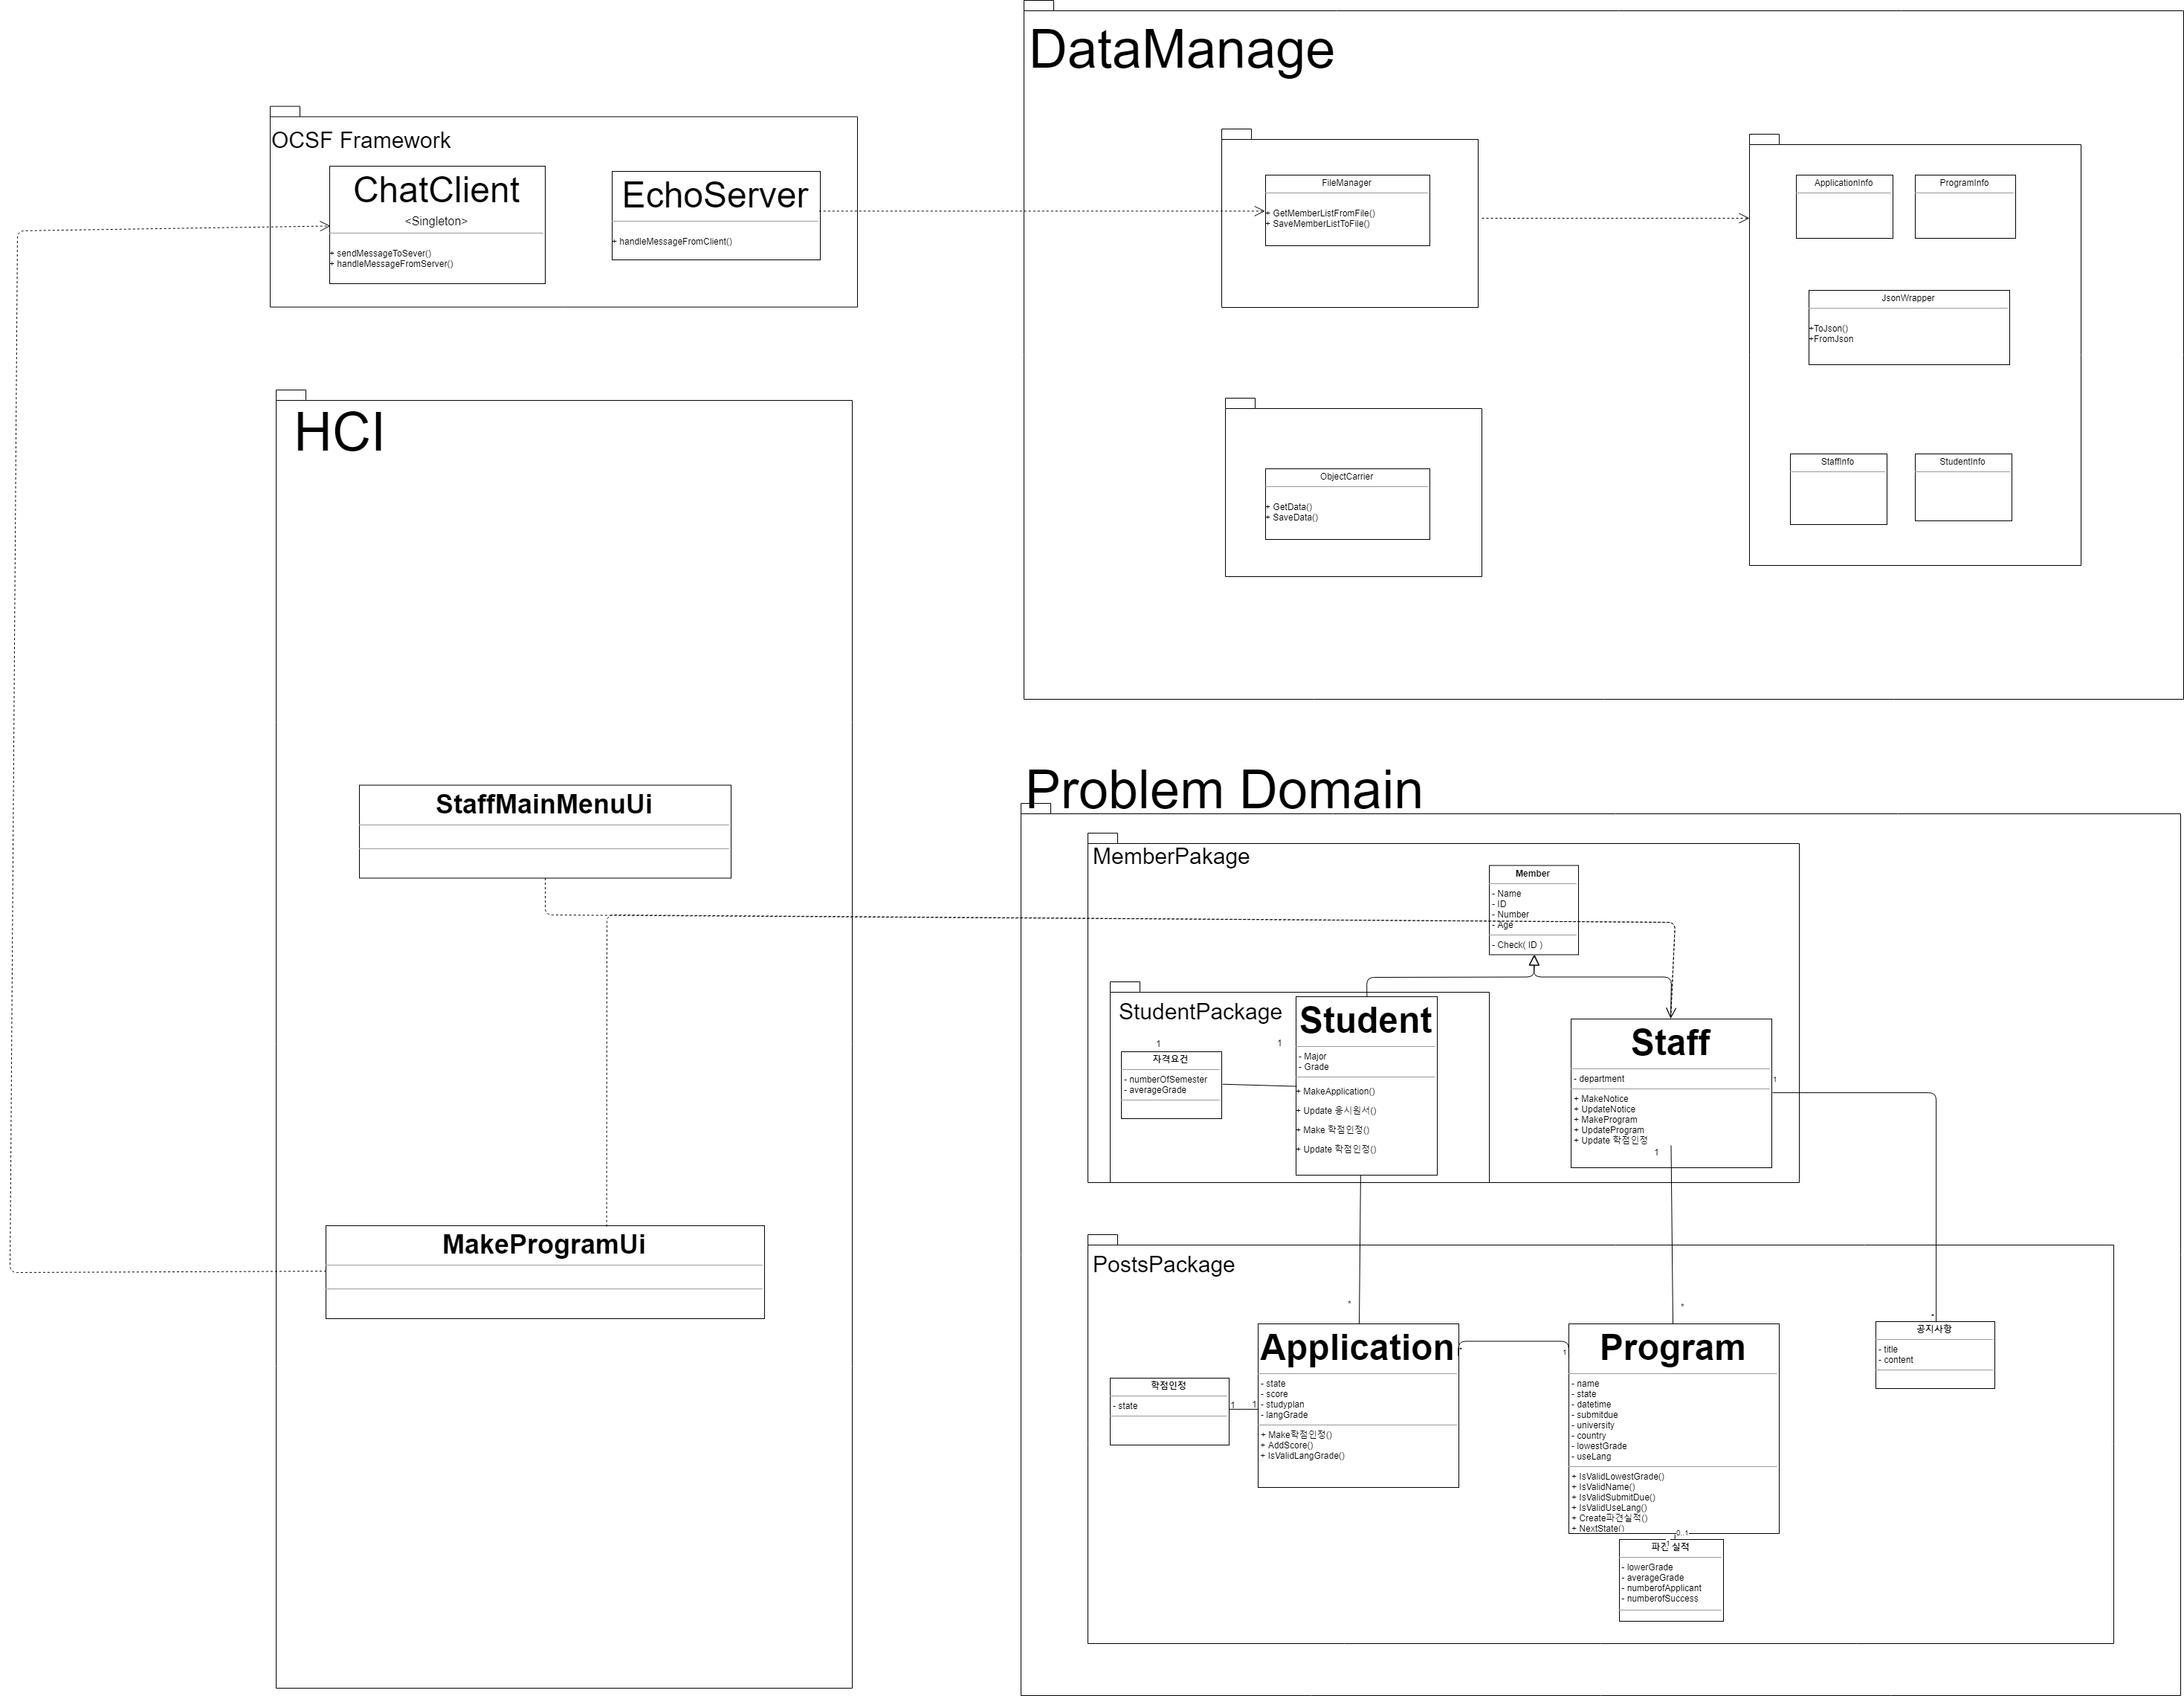 DataManage
OCSF Framework
ChatClient
<Singleton>
+ sendMessageToSever()
+ handleMessageFromServer()
EchoServer
+ handleMessageFromClient()
FileManager
+ GetMemberListFromFile()
+ SaveMemberListToFile()
ApplicationInfo
ProgramInfo
JsonWrapper
+ToJson()
+FromJson
StaffInfo
StudentInfo
ObjectCarrier
+ GetData()
+ SaveData()
HCI
StaffMainMenuUi
MakeProgramUi
Problem Domain
MemberPakage
Member
- Name
- ID
- Number
- Age
- Check( ID )
StudentPackage
1
1
자격요건
- numberOfSemester
- averageGrade
Student
- Major
- Grade
+ MakeApplication()
+ Update 응시원서()
+ Make 학점인정()
+ Update 학점인정()
Staff
- department
+ MakeNotice
+ UpdateNotice
+ MakeProgram
+ UpdateProgram
+ Update 학점인정
1
1
PostsPackage
*
*
*
학점인정
- state
1
1
Application
- state
- score
- studyplan
- langGrade
+ Make학점인정()
+ AddScore()
+ IsValidLangGrade()
*
1
Program
- name
- state
- datetime
- submitdue
- university
- country
- lowestGrade
- useLang
+ IsValidLowestGrade()
+ IsValidName()
+ IsValidSubmitDue()
+ IsValidUseLang()
+ Create파견실적()
+ NextState()
0..1
1
파견 실적
- lowerGrade
- averageGrade
- numberofApplicant
- numberofSuccess
공지사항
- title
- content